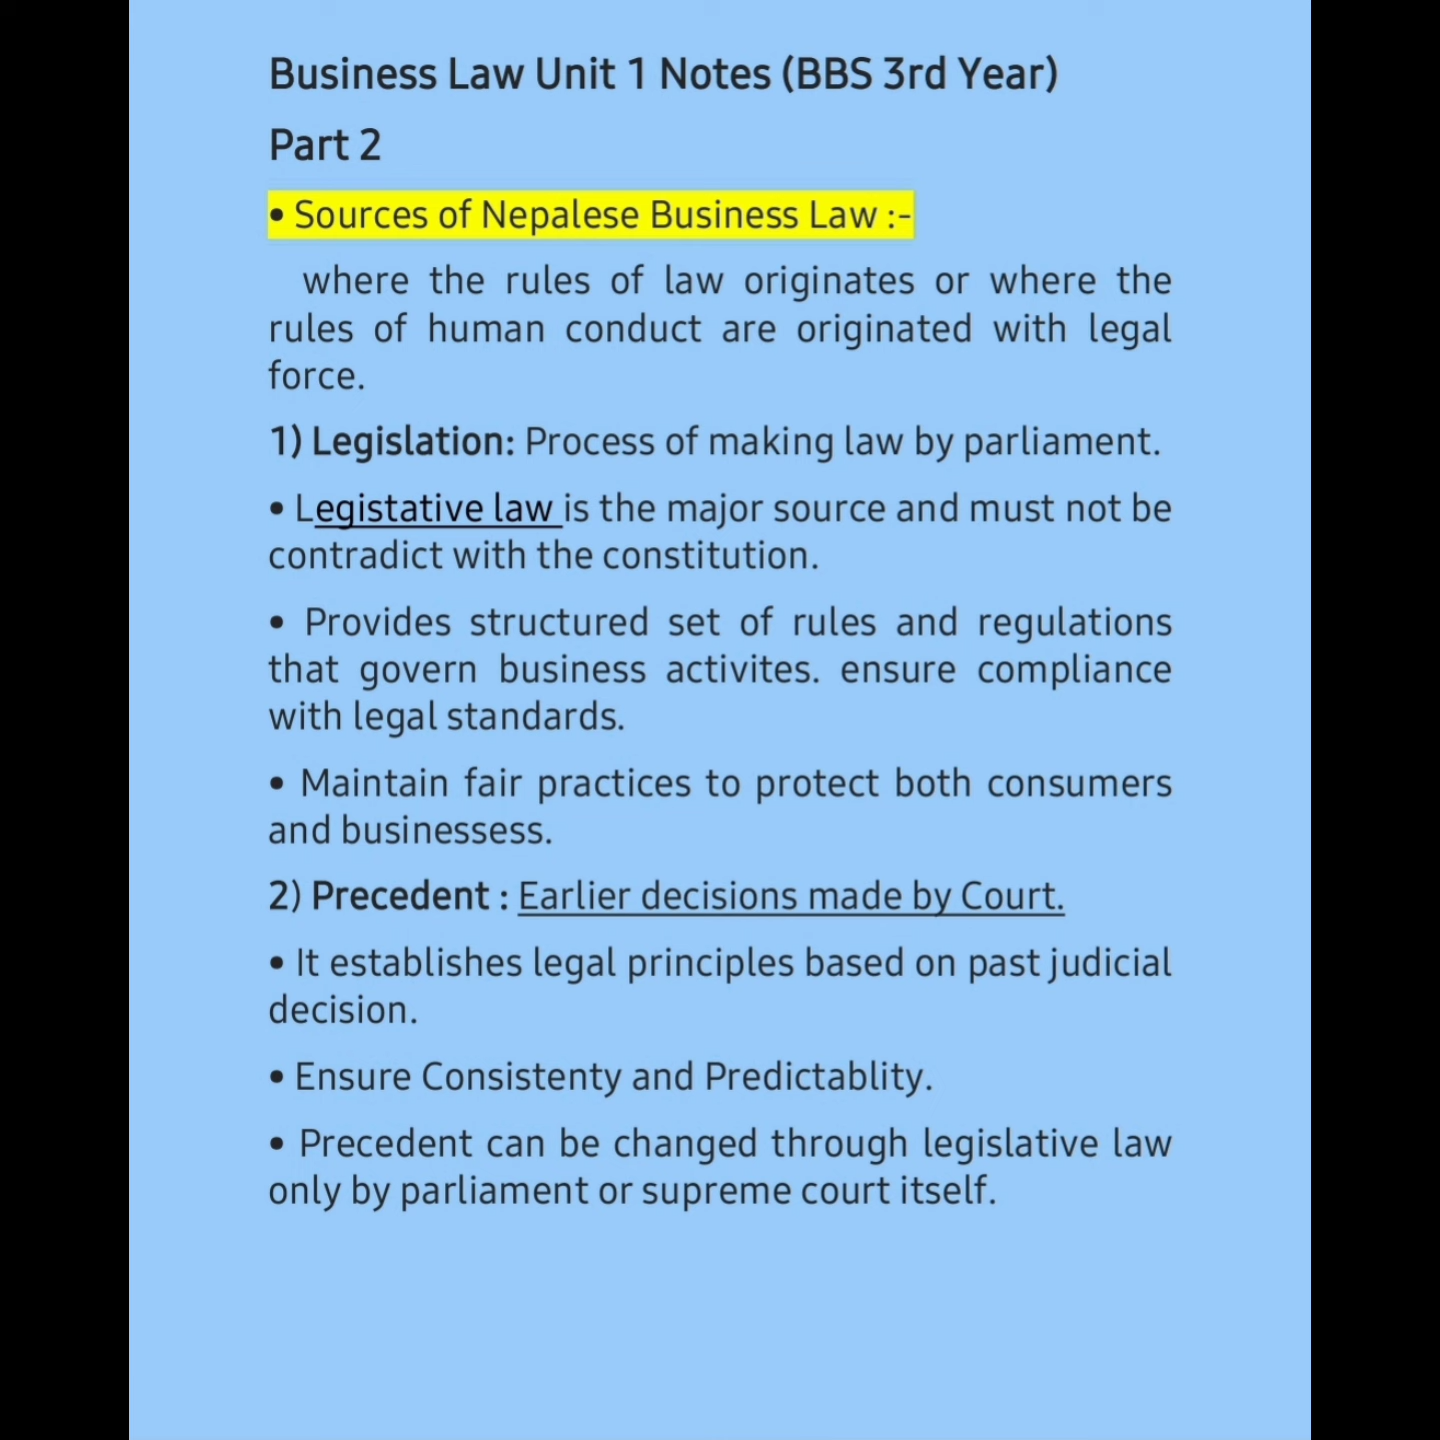 Business Law Unit 1 Notes (BBS 3rd Year)
Part 2
• Sources of Nepalese Business Law :-
where the rules of law originates or where the
rules of human conduct are originated with legal
force.
1) Legislation: Process of making law by parliament.
• Legistative law is the major source and must not be
contradict with the constitution.
• Provides structured set of rules and regulations
that govern business activites. ensure compliance
with legal standards.
• Maintain fair practices to protect both consumers
and businessess.
2) Precedent : Earlier decisions made by Court.
• It establishes legal principles based on past judicial
decision.
• Ensure Consistenty and Predictablity.
• Precedent can be changed through legislative law
only by parliament or supreme court itself.